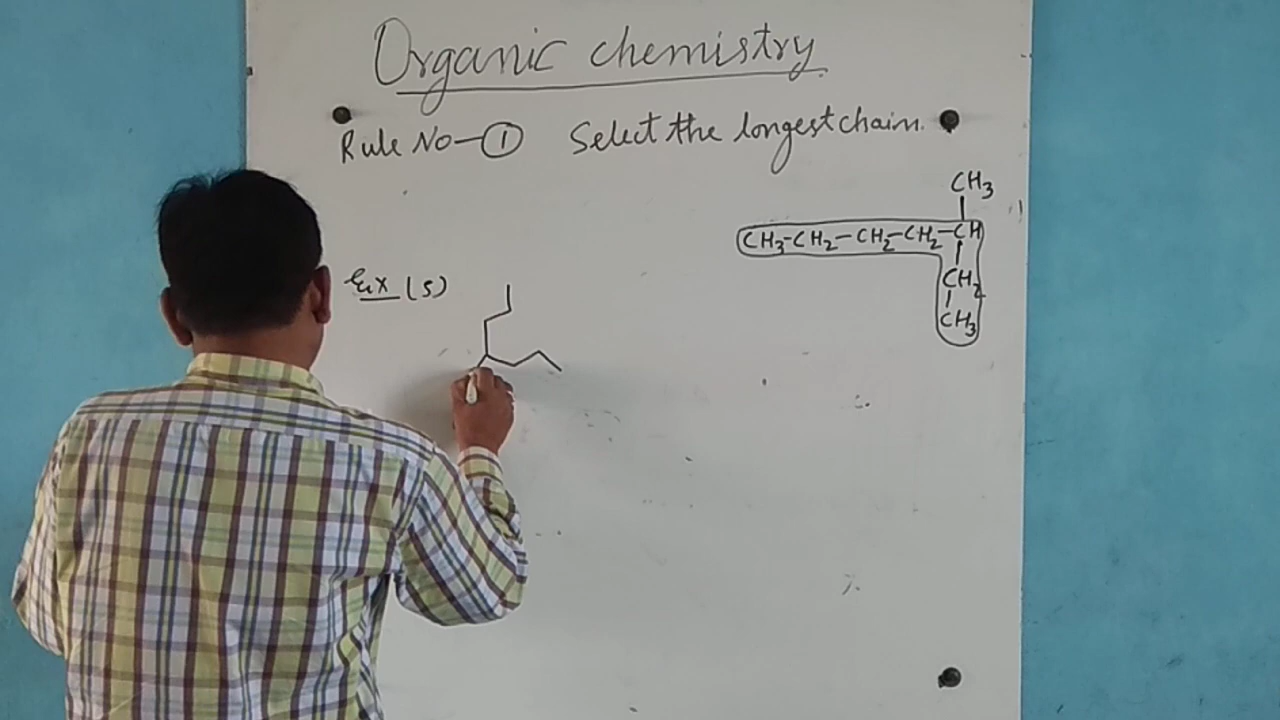 Organic chemistry
Rule No-① Select the longest chain.
CH3
CH3-CH2-CH2-CH2-CH
CH2
CH3
Ex (5)